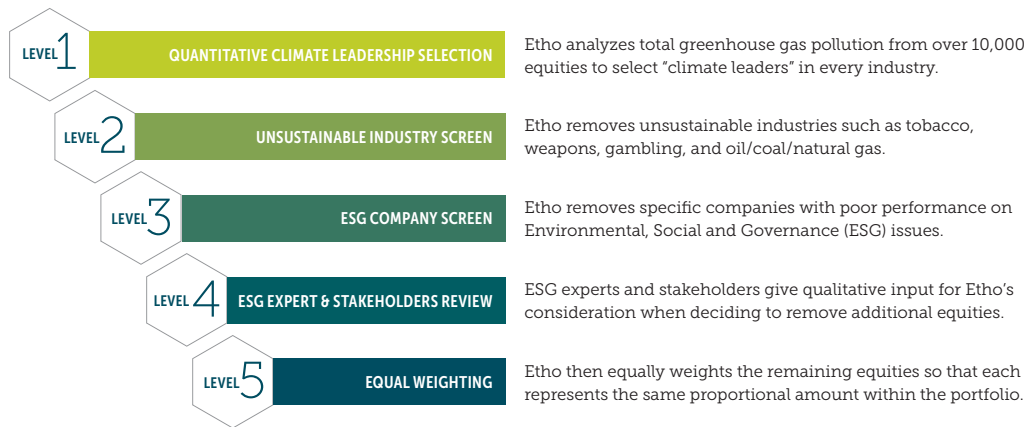 LEVEL 1
QUANTITATIVE CLIMATE LEADERSHIP SELECTION
Etho analyzes total greenhouse gas pollution from over 10,000
equities to select “climate leaders” in every industry.
LEVEL 2
UNSUSTAINABLE INDUSTRY SCREEN
Etho removes unsustainable industries such as tobacco,
weapons, gambling, and oil/coal/natural gas.
LEVEL 3
ESG COMPANY SCREEN
Etho removes specific companies with poor performance on
Environmental, Social and Governance (ESG) issues.
LEVEL 4
ESG EXPERT & STAKEHOLDERS REVIEW
ESG experts and stakeholders give qualitative input for Etho’s
consideration when deciding to remove additional equities.
LEVEL 5
EQUAL WEIGHTING
Etho then equally weights the remaining equities so that each
represents the same proportional amount within the portfolio.